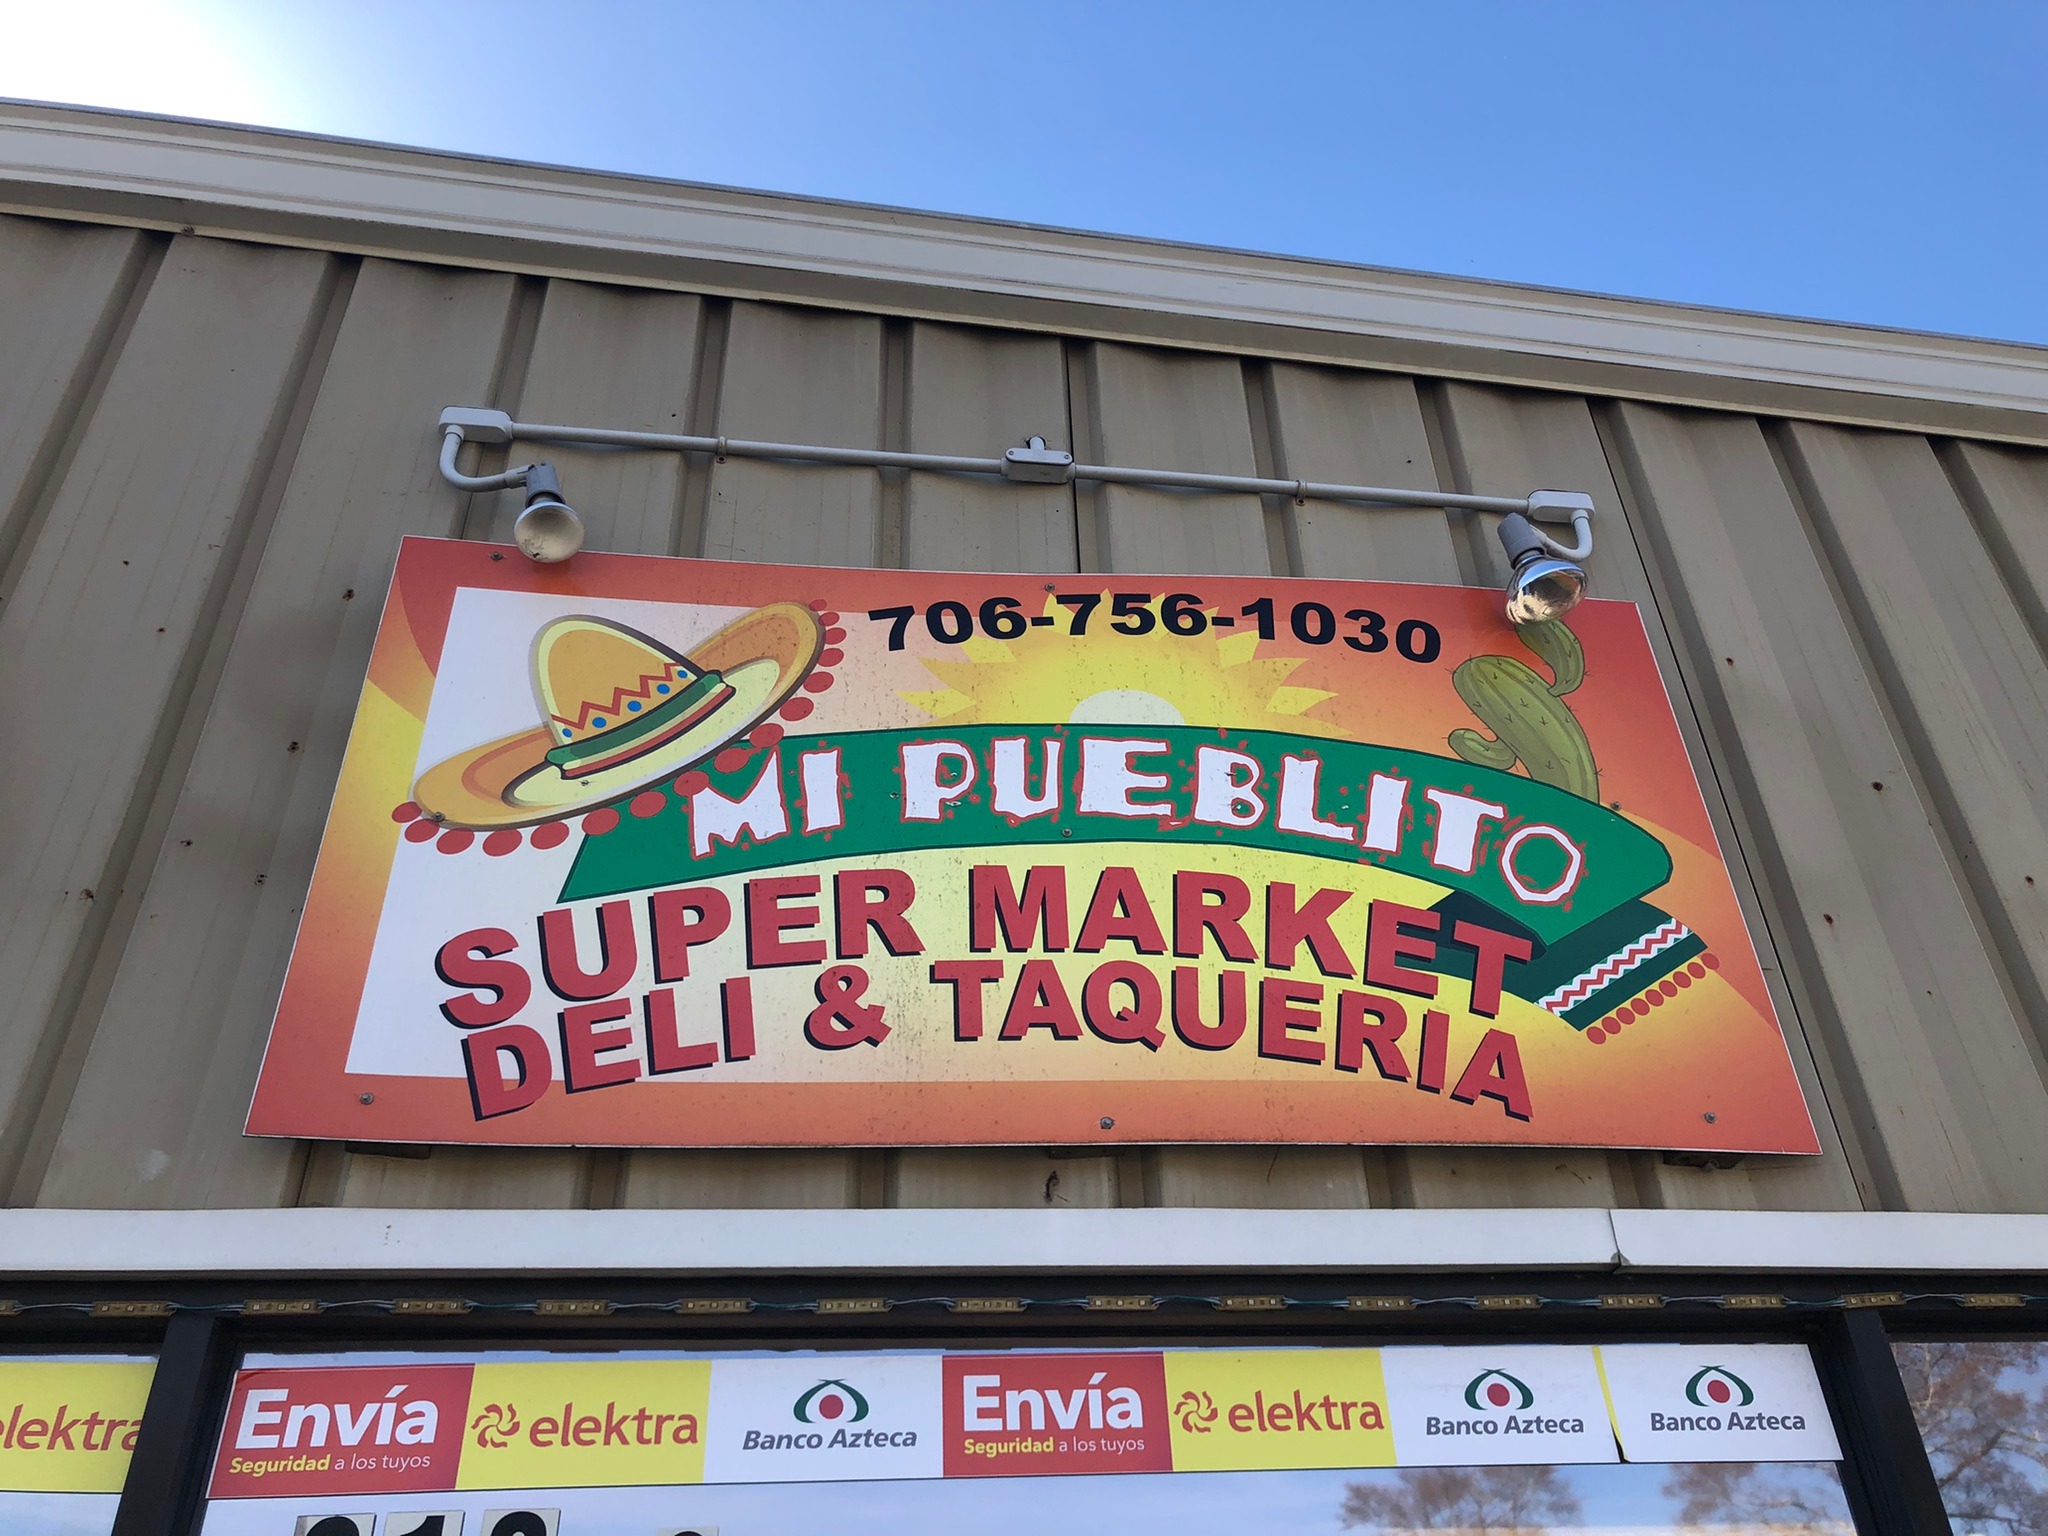 706-756-1030
MI PUEBLITO
SUPER MARKET
DELI & TAQUERIA
elektra
Envía
Seguridad a los tuyos
elektra
Banco Azteca
Envía
Seguridad a los tuyos
elektra
Banco Azteca
Banco Azteca